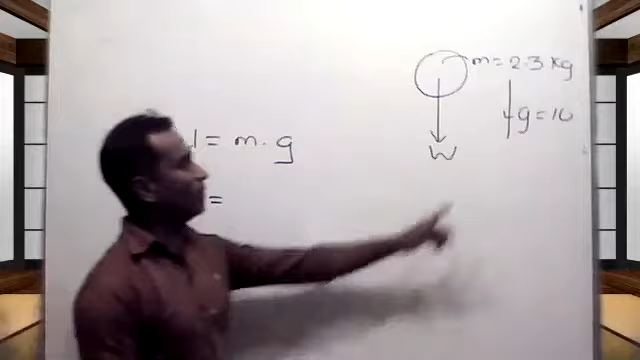 m = 2.3 kg
g = 10
= m . g
W
=